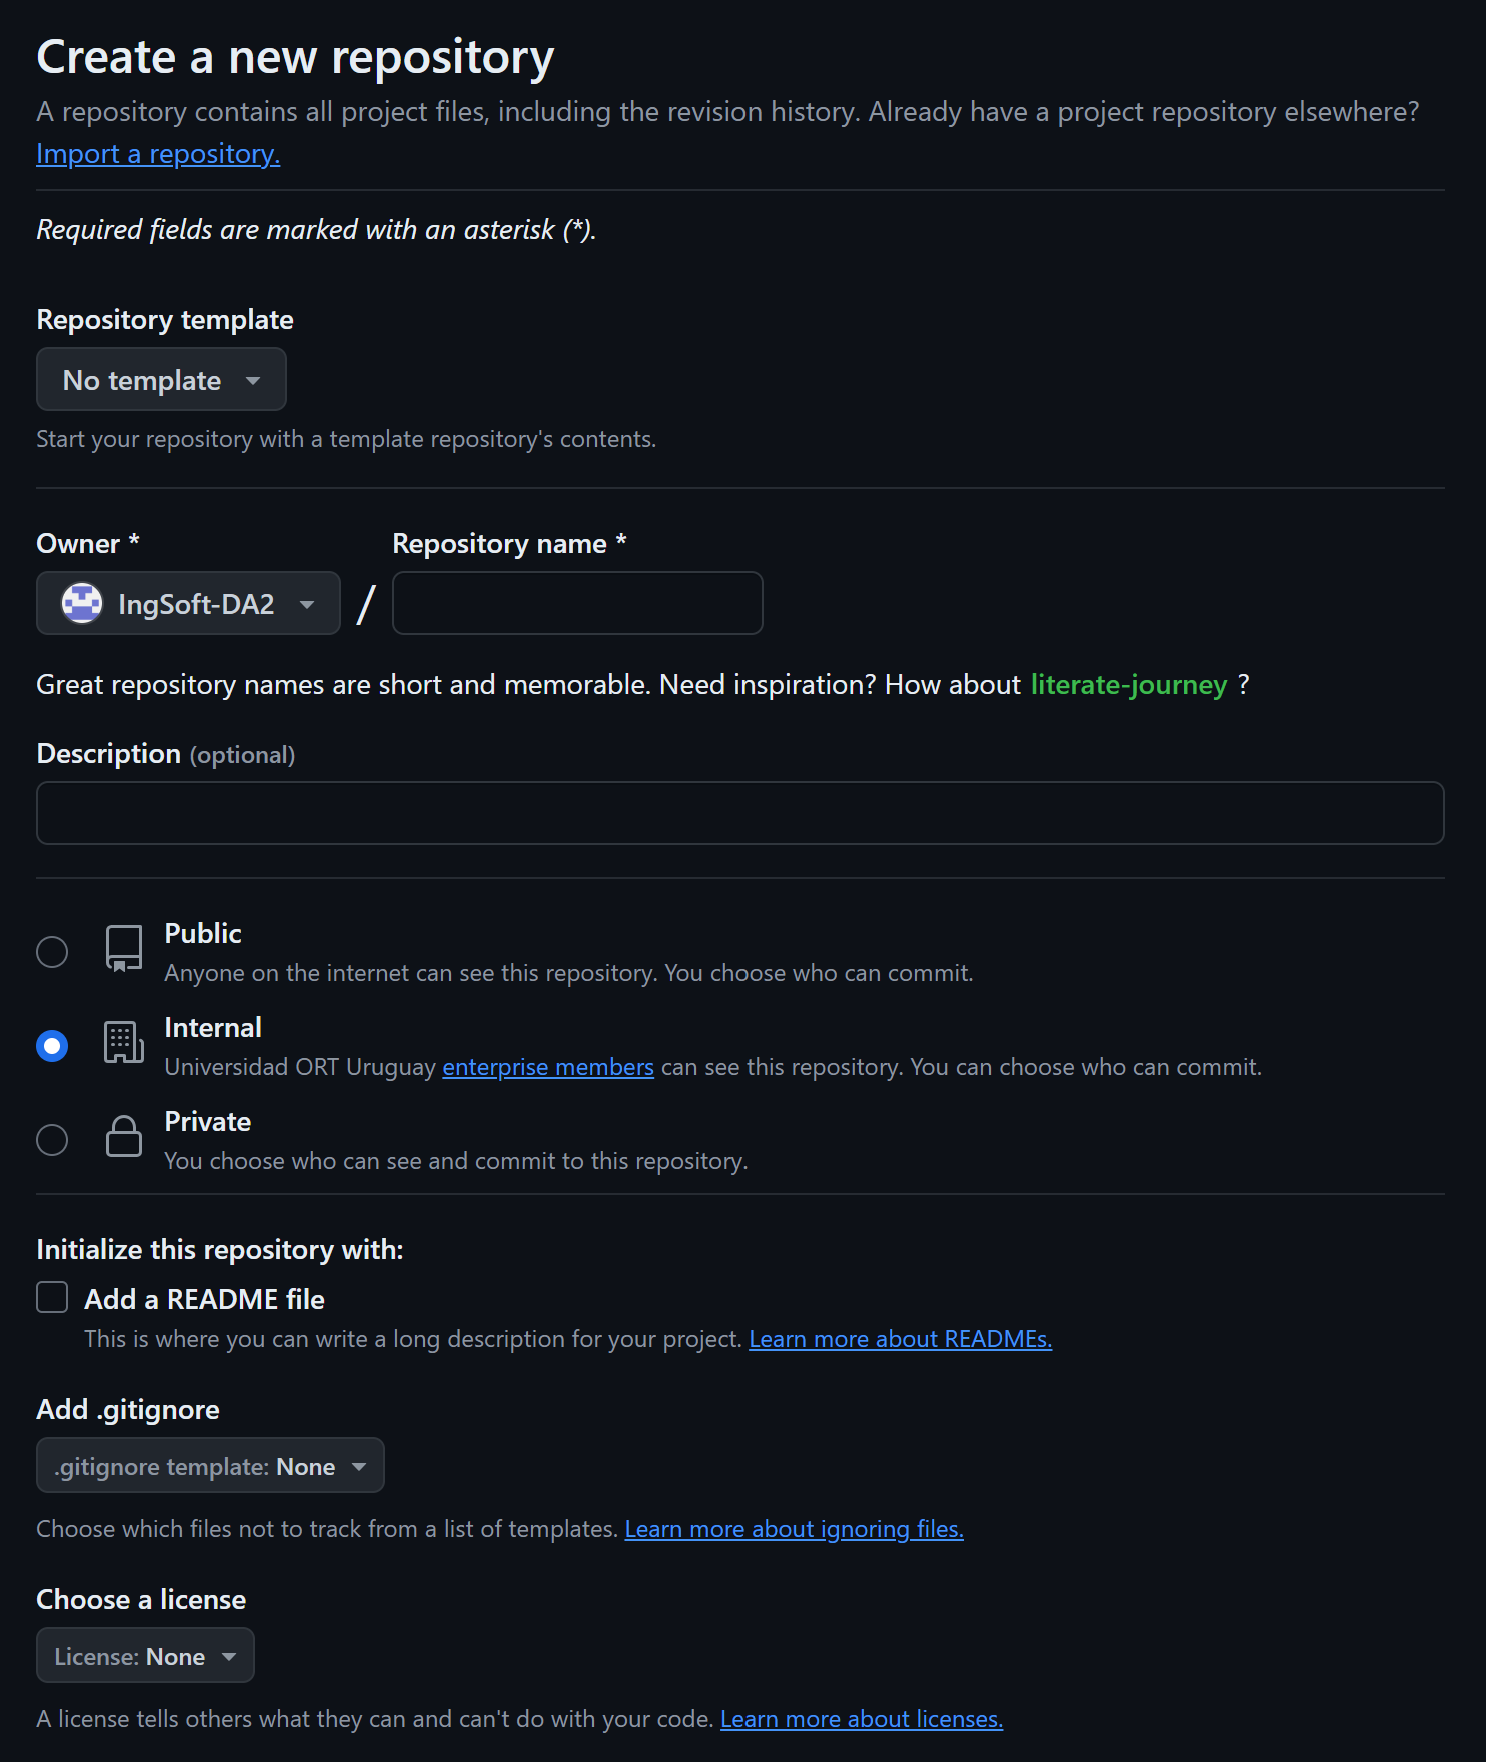 Create a new repository
A repository contains all project files, including the revision history. Already have a project repository elsewhere?
Import a repository.
Required fields are marked with an asterisk (*).
Repository template
No template
Start your repository with a template repository's contents.
Owner * Repository name *
IngSoft-DA2 /
Great repository names are short and memorable. Need inspiration? How about literate-journey ?
Description (optional)
Public
Anyone on the internet can see this repository. You choose who can commit.
Internal
Universidad ORT Uruguay enterprise members can see this repository. You can choose who can commit.
Private
You choose who can see and commit to this repository.
Initialize this repository with:
Add a README file
This is where you can write a long description for your project. Learn more about READMEs.
Add .gitignore
.gitignore template: None
Choose which files not to track from a list of templates. Learn more about ignoring files.
Choose a license
License: None
A license tells others what they can and can't do with your code. Learn more about licenses.